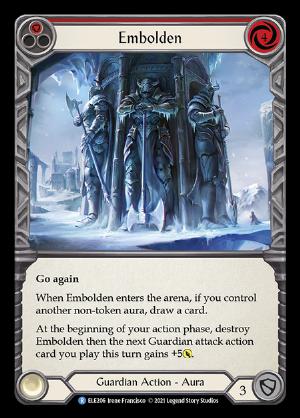 Embolden
4
Go again
When Embolden enters the arena, if you control
another non-token aura, draw a card.
At the beginning of your action phase, destroy
Embolden then the next Guardian attack action
card you play this turn gains +5
Guardian Action - Aura
3
R ELE206 Irene Francisco © 2021 Legend Story Studios